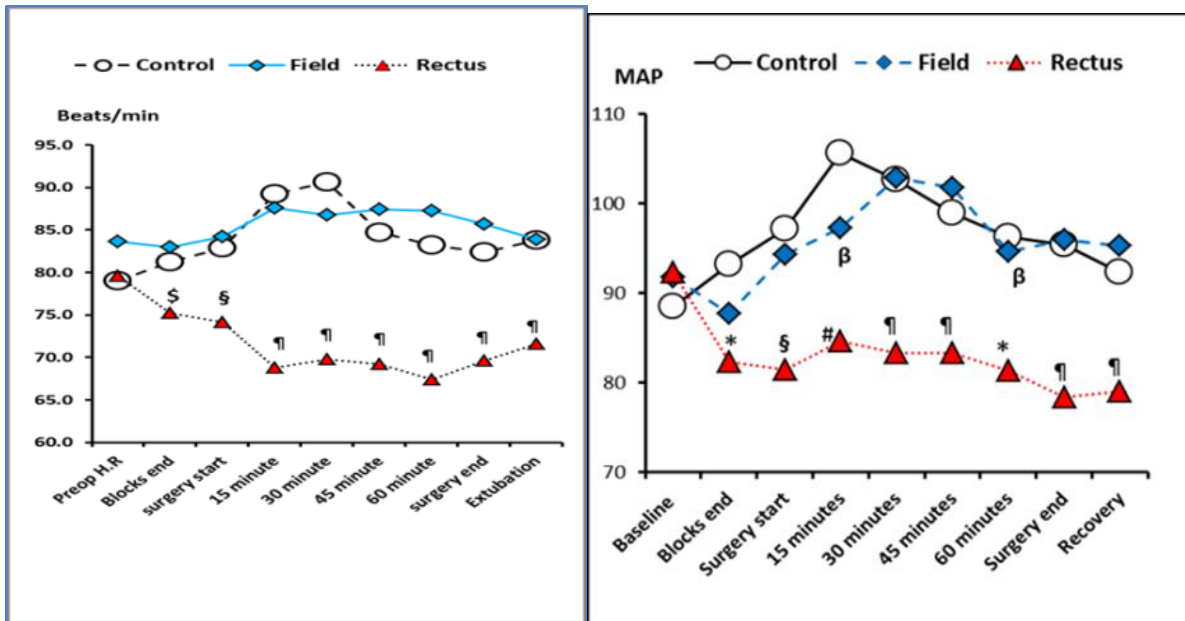 Control Field Rectus
Beats/min
95.0
90.0
85.0
80.0
75.0
70.0
65.0
60.0
$ § ¶ ¶ ¶ ¶ ¶ ¶
Preop H.R
Blocks end
surgery start
15 minute
30 minute
45 minute
60 minute
surgery end
Extubation
Control Field Rectus
MAP
110
100
90
80
70
β β
* § # ¶ ¶ * ¶ ¶
Baseline
Blocks end
Surgery start
15 minutes
30 minutes
45 minutes
60 minutes
Surgery end
Recovery